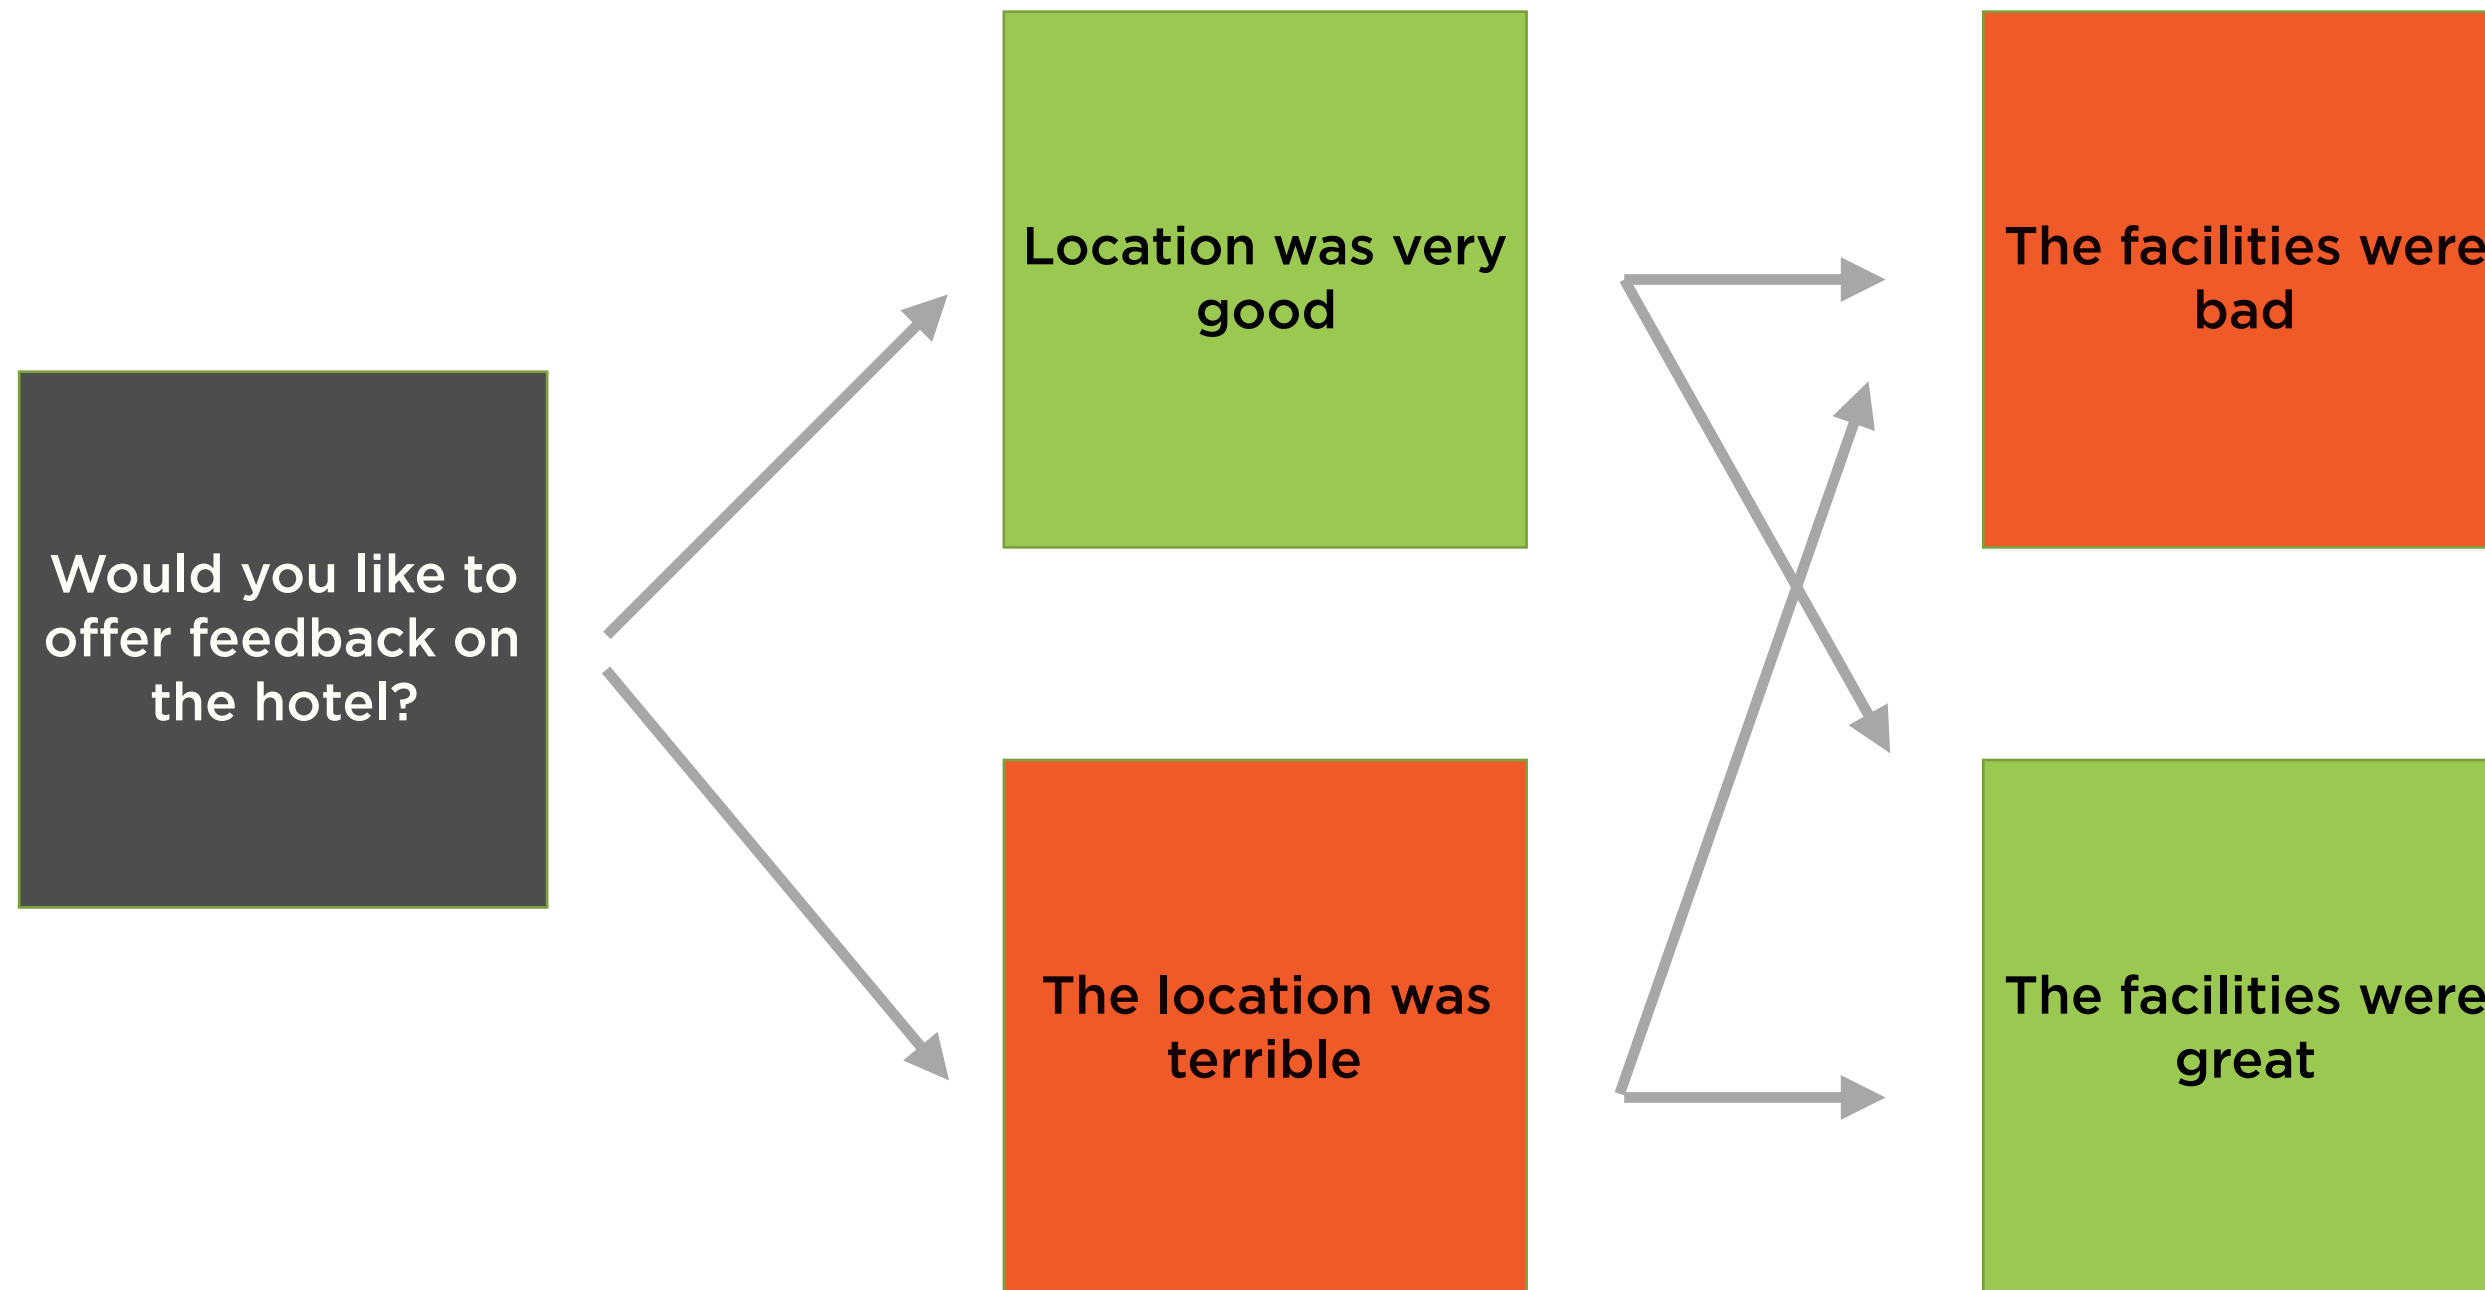 Would you like to
offer feedback on
the hotel?
Location was very
good
The location was
terrible
The facilities were
bad
The facilities were
great